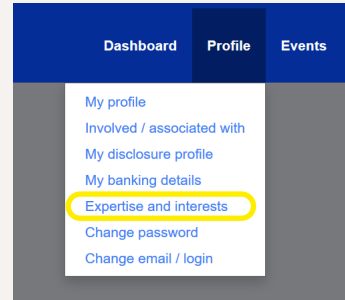 Dashboard Profile Events
My profile
Involved / associated with
My disclosure profile
My banking details
Expertise and interests
Change password
Change email / login